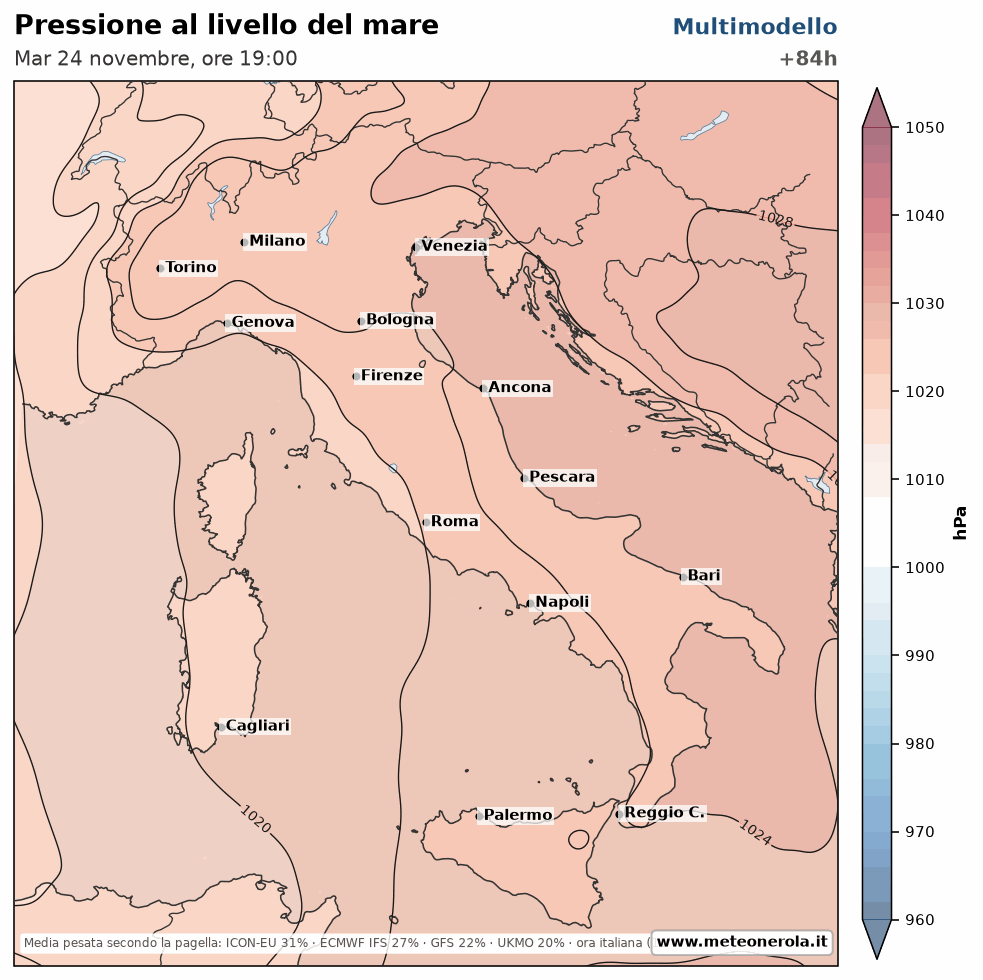 Pressione al livello del mare
Multimodello
Mar 24 novembre, ore 19:00
+84h
1028
Milano
Venezia
Torino
Genova
Bologna
Firenze
Ancona
Pescara
Roma
Bari
Napoli
Cagliari
1020
Palermo
Reggio C.
1024
Media pesata secondo la pagella: ICON-EU 31% · ECMWF IFS 27% · GFS 22% · UKMO 20% · ora italiana (
www.meteonerola.it
1050
1040
1030
1020
1010
1000
990
980
970
960
hPa